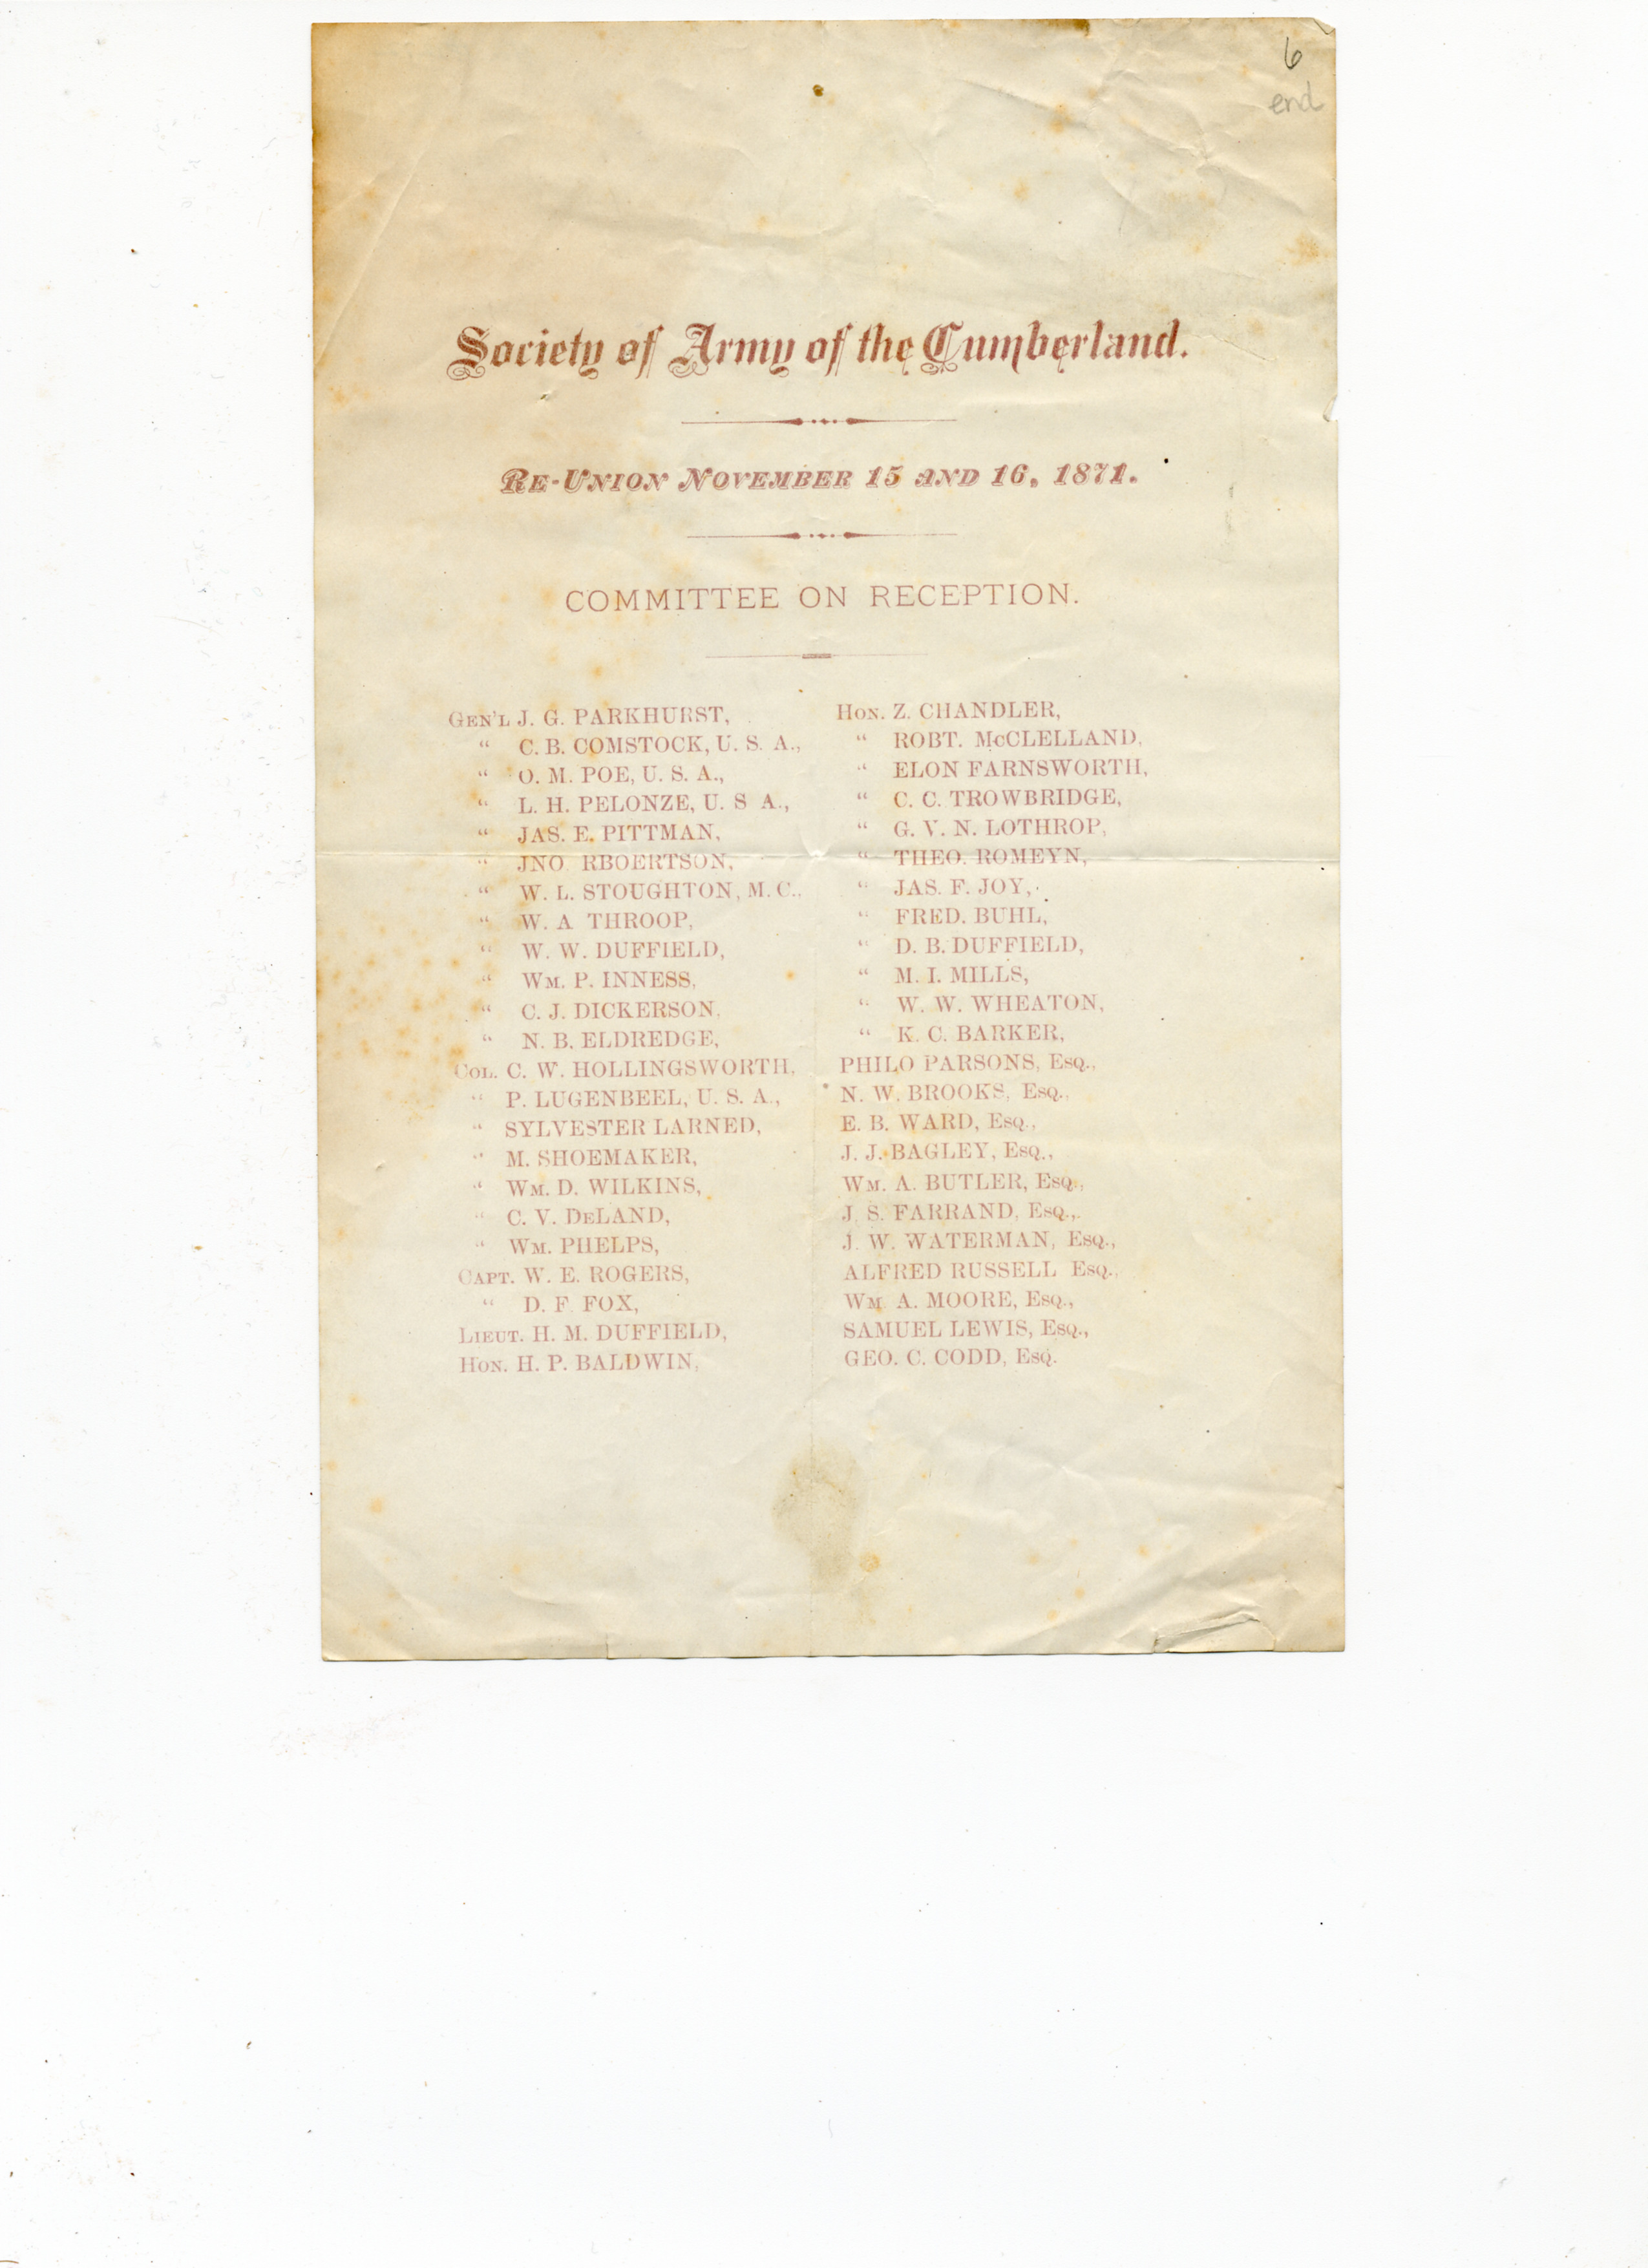 6
end
Society of Army of the Cumberland.
RE-UNION NOVEMBER 15 AND 16, 1871.
COMMITTEE ON RECEPTION.
GEN'L J. G. PARKHURST,
“ C. B. COMSTOCK, U. S. A.,
“ O. M. POE, U. S. A.,
“ L. H. PELONZE, U. S A.,
“ JAS. E. PITTMAN,
“ JNO RBOERTSON,
“ W. L. STOUGHTON, M. C.,
“ W. A THROOP,
“ W. W. DUFFIELD,
“ WM. P. INNESS,
“ C. J. DICKERSON,
“ N. B. ELDREDGE,
COL. C. W. HOLLINGSWORTH,
“ P. LUGENBEEL, U. S. A.,
“ SYLVESTER LARNED,
“ M. SHOEMAKER,
“ WM. D. WILKINS,
“ C. V. DELAND,
“ WM. PHELPS,
CAPT. W. E. ROGERS,
“ D. F FOX,
LIEUT. H. M. DUFFIELD,
HON. H. P. BALDWIN,
HON. Z. CHANDLER,
“ ROBT. McCLELLAND,
“ ELON FARNSWORTH,
“ C. C. TROWBRIDGE,
“ G. V. N. LOTHROP,
“ THEO. ROMEYN,
“ JAS. F. JOY,
“ FRED. BUHL,
“ D. B. DUFFIELD,
“ M. I. MILLS,
“ W. W. WHEATON,
“ K. C. BARKER,
PHILO PARSONS, ESQ.,
N. W. BROOKS, ESQ.,
E. B. WARD, ESQ.,
J. J. BAGLEY, ESQ.,
WM. A. BUTLER, ESQ.,
J. S. FARRAND, ESQ.,
J. W. WATERMAN, ESQ.,
ALFRED RUSSELL ESQ.,
WM A. MOORE, ESQ.,
SAMUEL LEWIS, ESQ.,
GEO. C. CODD, ESQ.